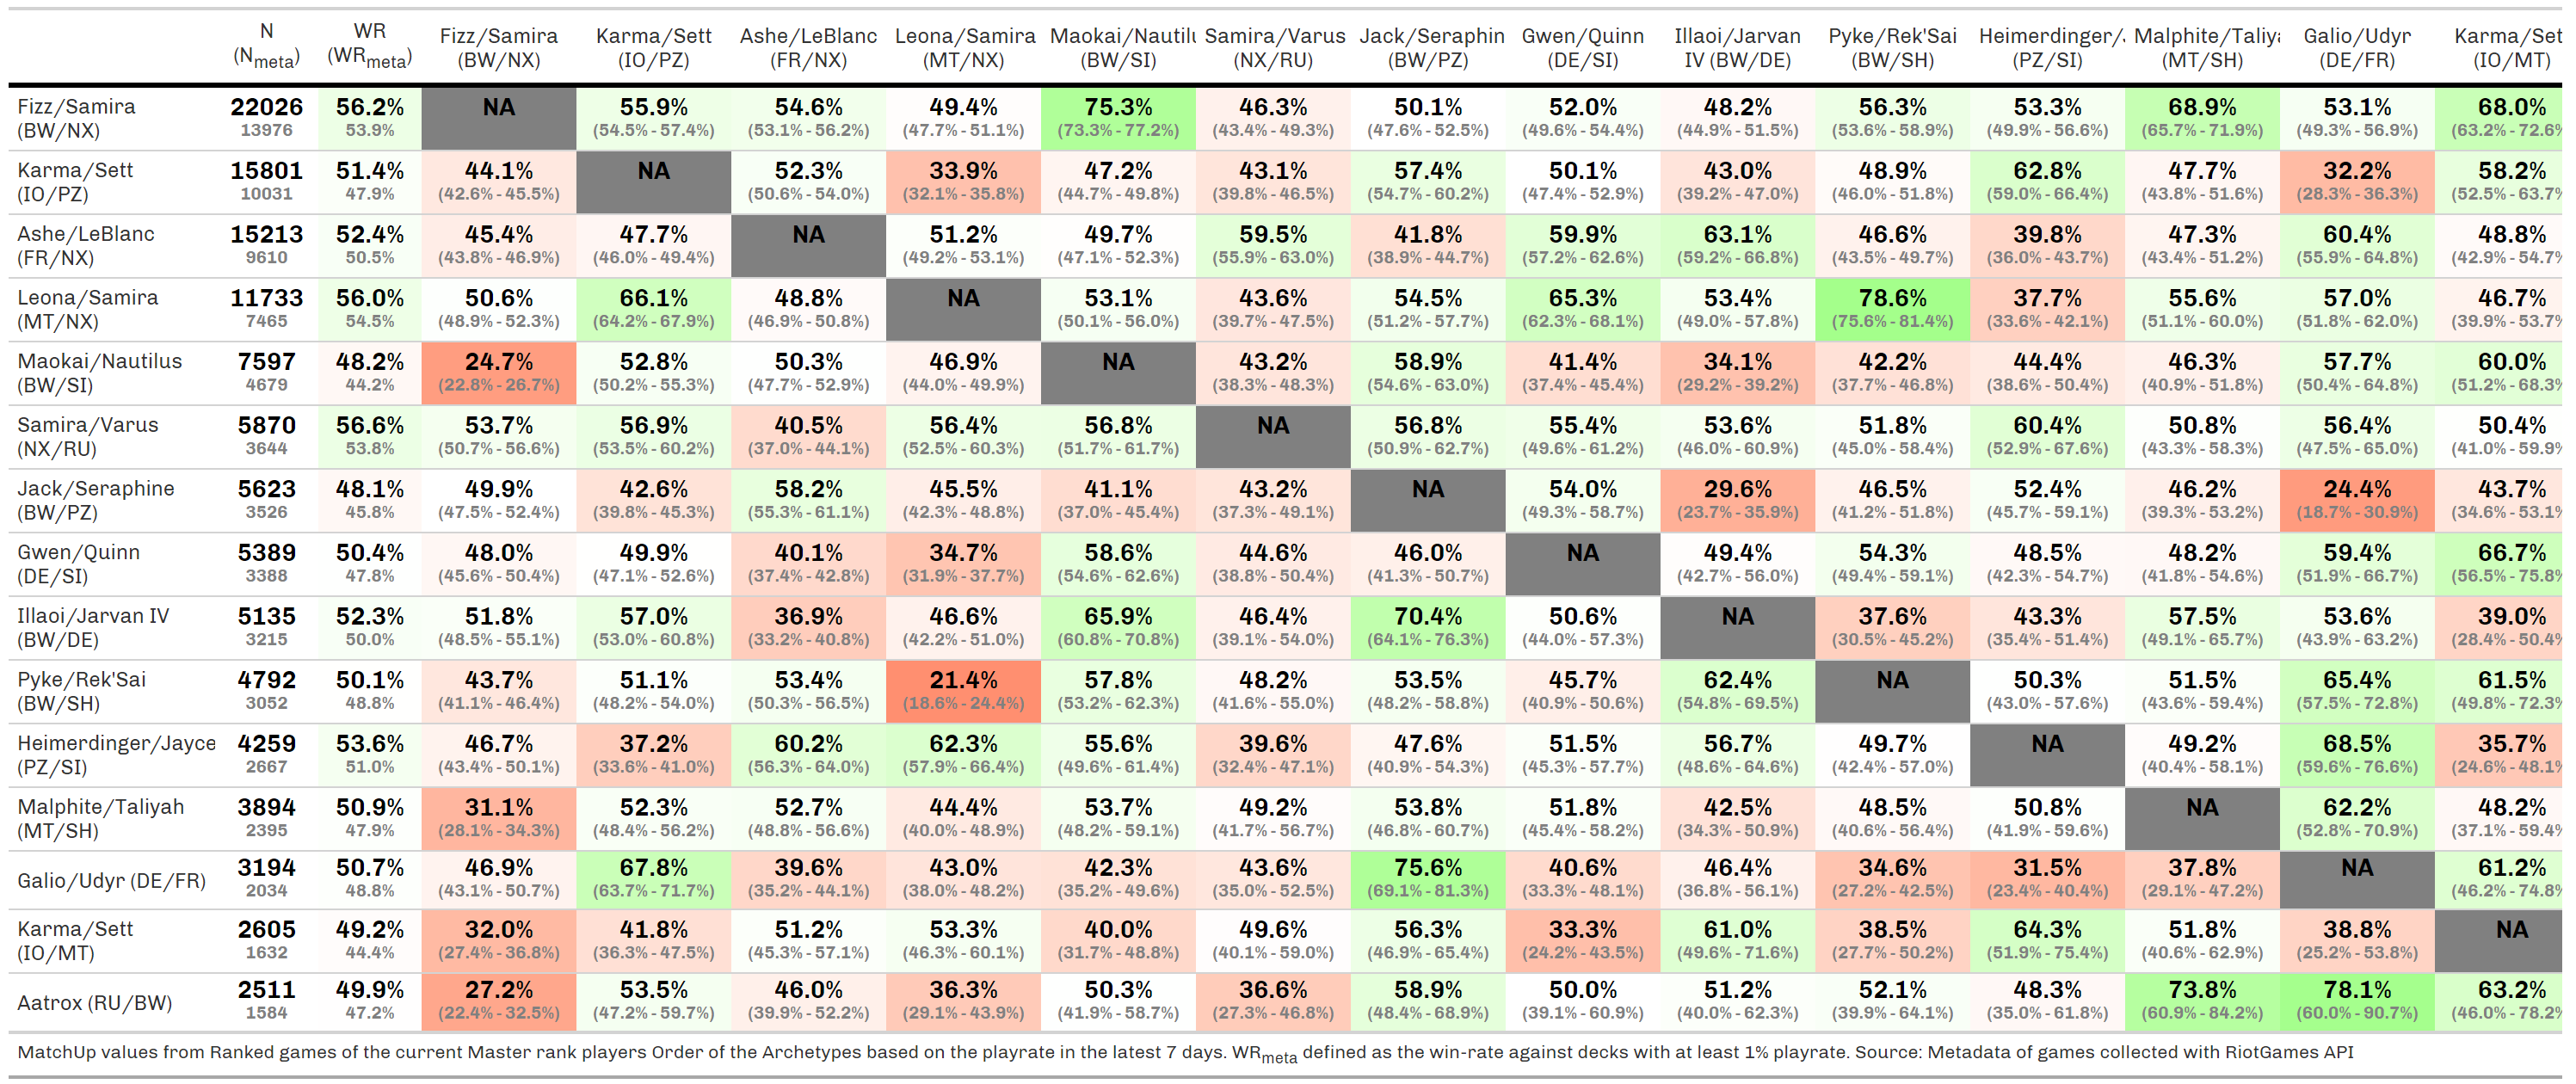 N WR Fizz/Samira Karma/Sett Ashe/LeBlanc Leona/Samira Maokai/Nautilu Samira/Varus Jack/Seraphin Gwen/Quinn Illaoi/Jarvan Pyke/Rek'Sai Heimerdinger/J Malphite/Taliya Galio/Udyr Karma/Set
(Nmeta) (WRmeta) (BW/NX) (IO/PZ) (FR/NX) (MT/NX) (BW/SI) (NX/RU) (BW/PZ) (DE/SI) IV (BW/DE) (BW/SH) (PZ/SI) (MT/SH) (DE/FR) (IO/MT)
Fizz/Samira 22026 56.2% NA 55.9% 54.6% 49.4% 75.3% 46.3% 50.1% 52.0% 48.2% 56.3% 53.3% 68.9% 53.1% 68.0%
(BW/NX) 13976 53.9% (54.5% - 57.4%) (53.1% - 56.2%) (47.7% - 51.1%) (73.3% - 77.2%) (43.4% - 49.3%) (47.6% - 52.5%) (49.6% - 54.4%) (44.9% - 51.5%) (53.6% - 58.9%) (49.9% - 56.6%) (65.7% - 71.9%) (49.3% - 56.9%) (63.2% - 72.6%
Karma/Sett 15801 51.4% 44.1% NA 52.3% 33.9% 47.2% 43.1% 57.4% 50.1% 43.0% 48.9% 62.8% 47.7% 32.2% 58.2%
(IO/PZ) 10031 47.9% (42.6% - 45.5%) (50.6% - 54.0%) (32.1% - 35.8%) (44.7% - 49.8%) (39.8% - 46.5%) (54.7% - 60.2%) (47.4% - 52.9%) (39.2% - 47.0%) (46.0% - 51.8%) (59.0% - 66.4%) (43.8% - 51.6%) (28.3% - 36.3%) (52.5% - 63.7%
Ashe/LeBlanc 15213 52.4% 45.4% 47.7% NA 51.2% 49.7% 59.5% 41.8% 59.9% 63.1% 46.6% 39.8% 47.3% 60.4% 48.8%
(FR/NX) 9610 50.5% (43.8% - 46.9%) (46.0% - 49.4%) (49.2% - 53.1%) (47.1% - 52.3%) (55.9% - 63.0%) (38.9% - 44.7%) (57.2% - 62.6%) (59.2% - 66.8%) (43.5% - 49.7%) (36.0% - 43.7%) (43.4% - 51.2%) (55.9% - 64.8%) (42.9% - 54.7%
Leona/Samira 11733 56.0% 50.6% 66.1% 48.8% NA 53.1% 43.6% 54.5% 65.3% 53.4% 78.6% 37.7% 55.6% 57.0% 46.7%
(MT/NX) 7465 54.5% (48.9% - 52.3%) (64.2% - 67.9%) (46.9% - 50.8%) (50.1% - 56.0%) (39.7% - 47.5%) (51.2% - 57.7%) (62.3% - 68.1%) (49.0% - 57.8%) (75.6% - 81.4%) (33.6% - 42.1%) (51.1% - 60.0%) (51.8% - 62.0%) (39.9% - 53.7%
Maokai/Nautilus 7597 48.2% 24.7% 52.8% 50.3% 46.9% NA 43.2% 58.9% 41.4% 34.1% 42.2% 44.4% 46.3% 57.7% 60.0%
(BW/SI) 4679 44.2% (22.8% - 26.7%) (50.2% - 55.3%) (47.7% - 52.9%) (44.0% - 49.9%) (38.3% - 48.3%) (54.6% - 63.0%) (37.4% - 45.4%) (29.2% - 39.2%) (37.7% - 46.8%) (38.6% - 50.4%) (40.9% - 51.8%) (50.4% - 64.8%) (51.2% - 68.3%
Samira/Varus 5870 56.6% 53.7% 56.9% 40.5% 56.4% 56.8% NA 56.8% 55.4% 53.6% 51.8% 60.4% 50.8% 56.4% 50.4%
(NX/RU) 3644 53.8% (50.7% - 56.6%) (53.5% - 60.2%) (37.0% - 44.1%) (52.5% - 60.3%) (51.7% - 61.7%) (50.9% - 62.7%) (49.6% - 61.2%) (46.0% - 60.9%) (45.0% - 58.4%) (52.9% - 67.6%) (43.3% - 58.3%) (47.5% - 65.0%) (41.0% - 59.9%
Jack/Seraphine 5623 48.1% 49.9% 42.6% 58.2% 45.5% 41.1% 43.2% NA 54.0% 29.6% 46.5% 52.4% 46.2% 24.4% 43.7%
(BW/PZ) 3526 45.8% (47.5% - 52.4%) (39.8% - 45.3%) (55.3% - 61.1%) (42.3% - 48.8%) (37.0% - 45.4%) (37.3% - 49.1%) (49.3% - 58.7%) (23.7% - 35.9%) (41.2% - 51.8%) (45.7% - 59.1%) (39.3% - 53.2%) (18.7% - 30.9%) (34.6% - 53.1%
Gwen/Quinn 5389 50.4% 48.0% 49.9% 40.1% 34.7% 58.6% 44.6% 46.0% NA 49.4% 54.3% 48.5% 48.2% 59.4% 66.7%
(DE/SI) 3388 47.8% (45.6% - 50.4%) (47.1% - 52.6%) (37.4% - 42.8%) (31.9% - 37.7%) (54.6% - 62.6%) (38.8% - 50.4%) (41.3% - 50.7%) (42.7% - 56.0%) (49.4% - 59.1%) (42.3% - 54.7%) (41.8% - 54.6%) (51.9% - 66.7%) (56.5% - 75.8%
Illaoi/Jarvan IV 5135 52.3% 51.8% 57.0% 36.9% 46.6% 65.9% 46.4% 70.4% 50.6% NA 37.6% 43.3% 57.5% 53.6% 39.0%
(BW/DE) 3215 50.0% (48.5% - 55.1%) (53.0% - 60.8%) (33.2% - 40.8%) (42.2% - 51.0%) (60.8% - 70.8%) (39.1% - 54.0%) (64.1% - 76.3%) (44.0% - 57.3%) (30.5% - 45.2%) (35.4% - 51.4%) (49.1% - 65.7%) (43.9% - 63.2%) (28.4% - 50.4%
Pyke/Rek'Sai 4792 50.1% 43.7% 51.1% 53.4% 21.4% 57.8% 48.2% 53.5% 45.7% 62.4% NA 50.3% 51.5% 65.4% 61.5%
(BW/SH) 3052 48.8% (41.1% - 46.4%) (48.2% - 54.0%) (50.3% - 56.5%) (18.6% - 24.4%) (53.2% - 62.3%) (41.6% - 55.0%) (48.2% - 58.8%) (40.9% - 50.6%) (54.8% - 69.5%) (43.0% - 57.6%) (43.6% - 59.4%) (57.5% - 72.8%) (49.8% - 72.3%
Heimerdinger/Jayce 4259 53.6% 46.7% 37.2% 60.2% 62.3% 55.6% 39.6% 47.6% 51.5% 56.7% 49.7% NA 49.2% 68.5% 35.7%
(PZ/SI) 2667 51.0% (43.4% - 50.1%) (33.6% - 41.0%) (56.3% - 64.0%) (57.9% - 66.4%) (49.6% - 61.4%) (32.4% - 47.1%) (40.9% - 54.3%) (45.3% - 57.7%) (48.6% - 64.6%) (42.4% - 57.0%) (40.4% - 58.1%) (59.6% - 76.6%) (24.6% - 48.1%
Malphite/Taliyah 3894 50.9% 31.1% 52.3% 52.7% 44.4% 53.7% 49.2% 53.8% 51.8% 42.5% 48.5% 50.8% NA 62.2% 48.2%
(MT/SH) 2395 47.9% (28.1% - 34.3%) (48.4% - 56.2%) (48.8% - 56.6%) (40.0% - 48.9%) (48.2% - 59.1%) (41.7% - 56.7%) (46.8% - 60.7%) (45.4% - 58.2%) (34.3% - 50.9%) (40.6% - 56.4%) (41.9% - 59.6%) (52.8% - 70.9%) (37.1% - 59.4%
Galio/Udyr (DE/FR) 3194 50.7% 46.9% 67.8% 39.6% 43.0% 42.3% 43.6% 75.6% 40.6% 46.4% 34.6% 31.5% 37.8% NA 61.2%
2034 48.8% (43.1% - 50.7%) (63.7% - 71.7%) (35.2% - 44.1%) (38.0% - 48.2%) (35.2% - 49.6%) (35.0% - 52.5%) (69.1% - 81.3%) (33.3% - 48.1%) (36.8% - 56.1%) (27.2% - 42.5%) (23.4% - 40.4%) (29.1% - 47.2%) (46.2% - 74.8%
Karma/Sett 2605 49.2% 32.0% 41.8% 51.2% 53.3% 40.0% 49.6% 56.3% 33.3% 61.0% 38.5% 64.3% 51.8% 38.8% NA
(IO/MT) 1632 44.4% (27.4% - 36.8%) (36.3% - 47.5%) (45.3% - 57.1%) (46.3% - 60.1%) (31.7% - 48.8%) (40.1% - 59.0%) (46.9% - 65.4%) (24.2% - 43.5%) (49.6% - 71.6%) (27.7% - 50.2%) (51.9% - 75.4%) (40.6% - 62.9%) (25.2% - 53.8%)
Aatrox (RU/BW) 2511 49.9% 27.2% 53.5% 46.0% 36.3% 50.3% 36.6% 58.9% 50.0% 51.2% 52.1% 48.3% 73.8% 78.1% 63.2%
1584 47.2% (22.4% - 32.5%) (47.2% - 59.7%) (39.9% - 52.2%) (29.1% - 43.9%) (41.9% - 58.7%) (27.3% - 46.8%) (48.4% - 68.9%) (39.1% - 60.9%) (40.0% - 62.3%) (39.9% - 64.1%) (35.0% - 61.8%) (60.9% - 84.2%) (60.0% - 90.7%) (46.0% - 78.2%
MatchUp values from Ranked games of the current Master rank players Order of the Archetypes based on the playrate in the latest 7 days. WRmeta defined as the win-rate against decks with at least 1% playrate. Source: Metadata of games collected with RiotGames API